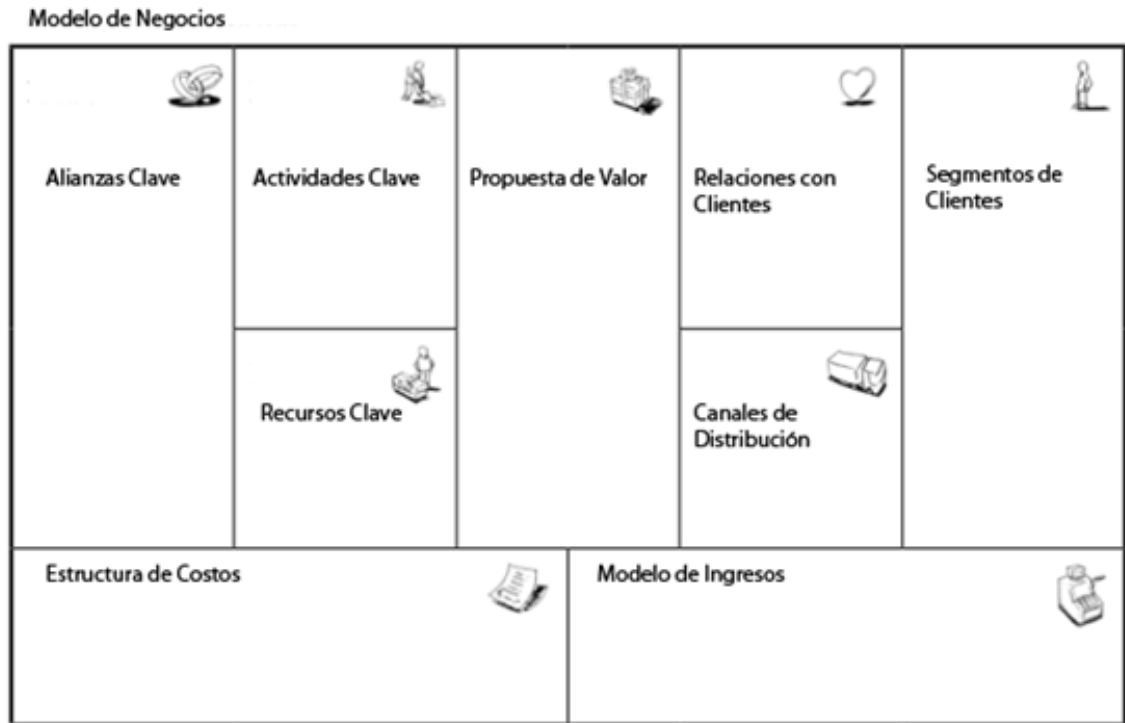 Modelo de Negocios
Alianzas Clave
Actividades Clave
Propuesta de Valor
Relaciones con
Clientes
Segmentos de
Clientes
Recursos Clave
Canales de
Distribución
Estructura de Costos
Modelo de Ingresos